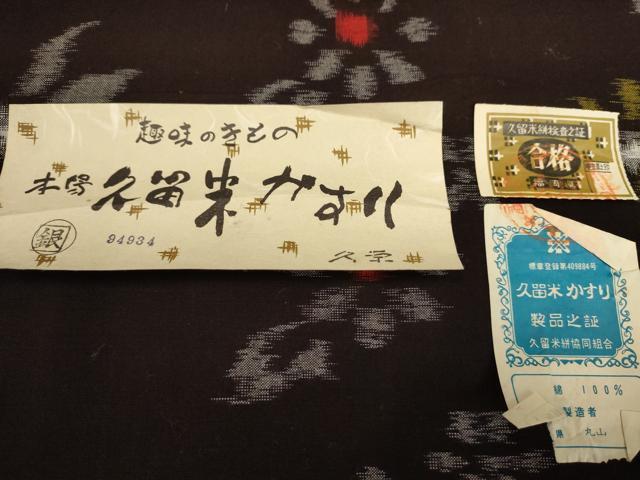 趣味のきもの
本場久留米かすり
銀
94934
久栄
久留米絣検査之証
合格
標章登録第409884号
久留米かすり
製品之証
久留米絣協同組合
綿 100%
製造者
県 丸山